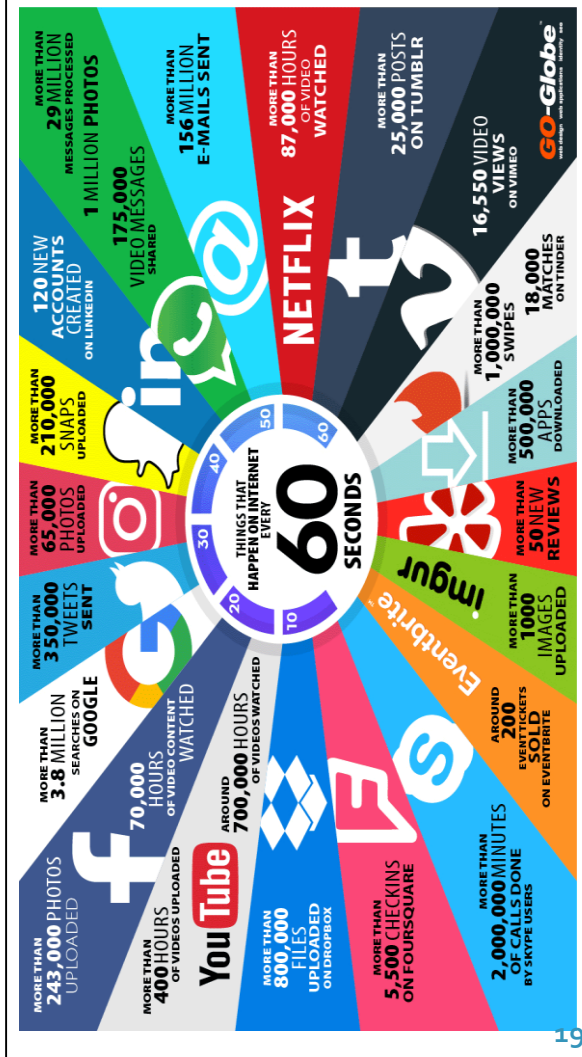 THINGS THAT
HAPPEN ON INTERNET
EVERY
60
SECONDS
10
20
30
40
50
60
MORE THAN
243,000 PHOTOS
UPLOADED
f
70,000
HOURS
OF VIDEO CONTENT
WATCHED
MORE THAN
3.8 MILLION
SEARCHES ON
GOOGLE
G
MORE THAN
350,000
TWEETS
SENT
MORE THAN
65,000
PHOTOS
UPLOADED
MORE THAN
210,000
SNAPS
UPLOADED
120 NEW
ACCOUNTS
CREATED
ON LINKEDIN
in
MORE THAN
29 MILLION
MESSAGES PROCESSED
1 MILLION PHOTOS
175,000
VIDEO MESSAGES
SHARED
MORE THAN
156 MILLION
E-MAILS SENT
@
MORE THAN
87,000 HOURS
OF VIDEO
WATCHED
NETFLIX
MORE THAN
25,000 POSTS
ON TUMBLR
t
16,550 VIDEO
VIEWS
ON VIMEO
v
GO-Globe
web design web applications identity seo
MORE THAN
1,000,000
SWIPES
18,000
MATCHES
ON TINDER
MORE THAN
500,000
APPS
DOWNLOADED
MORE THAN
50 NEW
REVIEWS
imgur
MORE THAN
1000
IMAGES
UPLOADED
Eventbrite™
AROUND
200
EVENT TICKETS
SOLD
ON EVENTBRITE
S
MORE THAN
2,000,000 MINUTES
OF CALLS DONE
BY SKYPE USERS
MORE THAN
5,500 CHECKINS
ON FOURSQUARE
MORE THAN
800,000
FILES
UPLOADED
ON DROPBOX
MORE THAN
400 HOURS
OF VIDEOS UPLOADED
YouTube
AROUND
700,000 HOURS
OF VIDEOS WATCHED
19